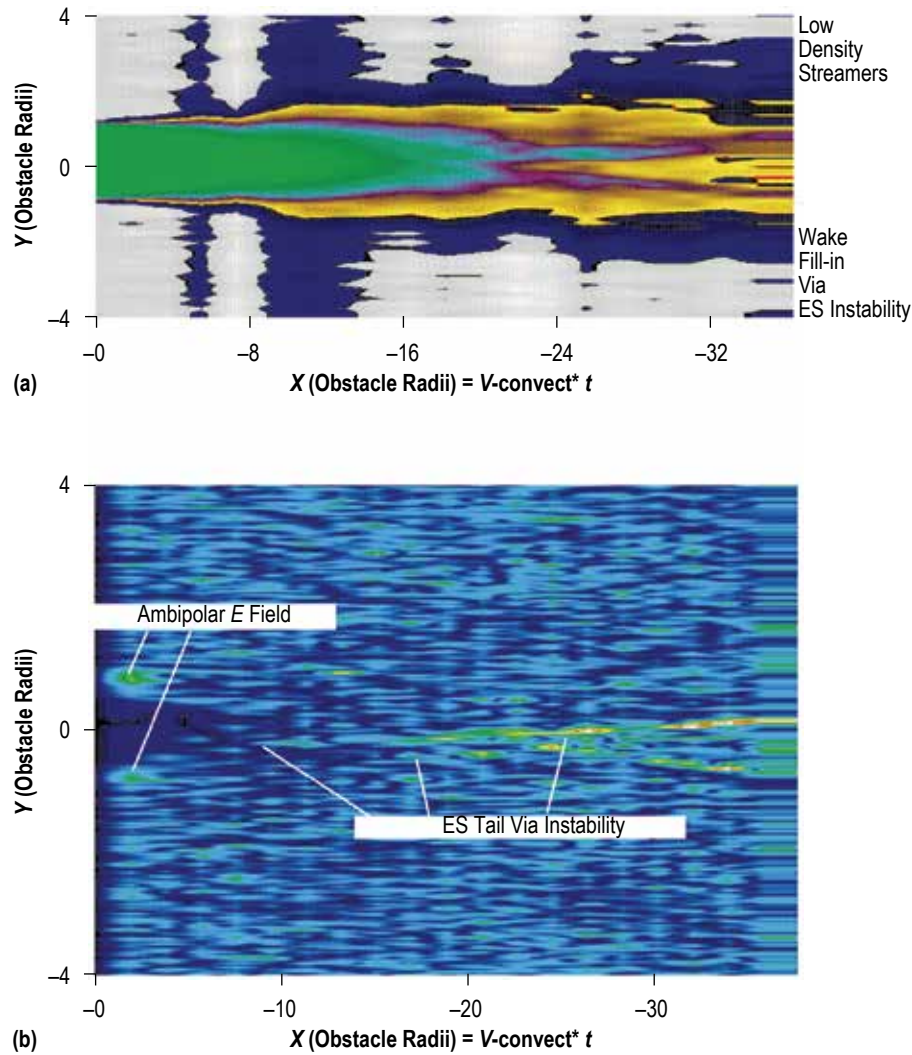 4
0
–4
Y (Obstacle Radii)
Low
Density
Streamers
Wake
Fill-in
Via
ES Instability
–0
–8
–16
–24
–32
(a)
X (Obstacle Radii) = V-convect* t
4
0
–4
Y (Obstacle Radii)
Ambipolar E Field
ES Tail Via Instability
–0
–10
–20
–30
(b)
X (Obstacle Radii) = V-convect* t